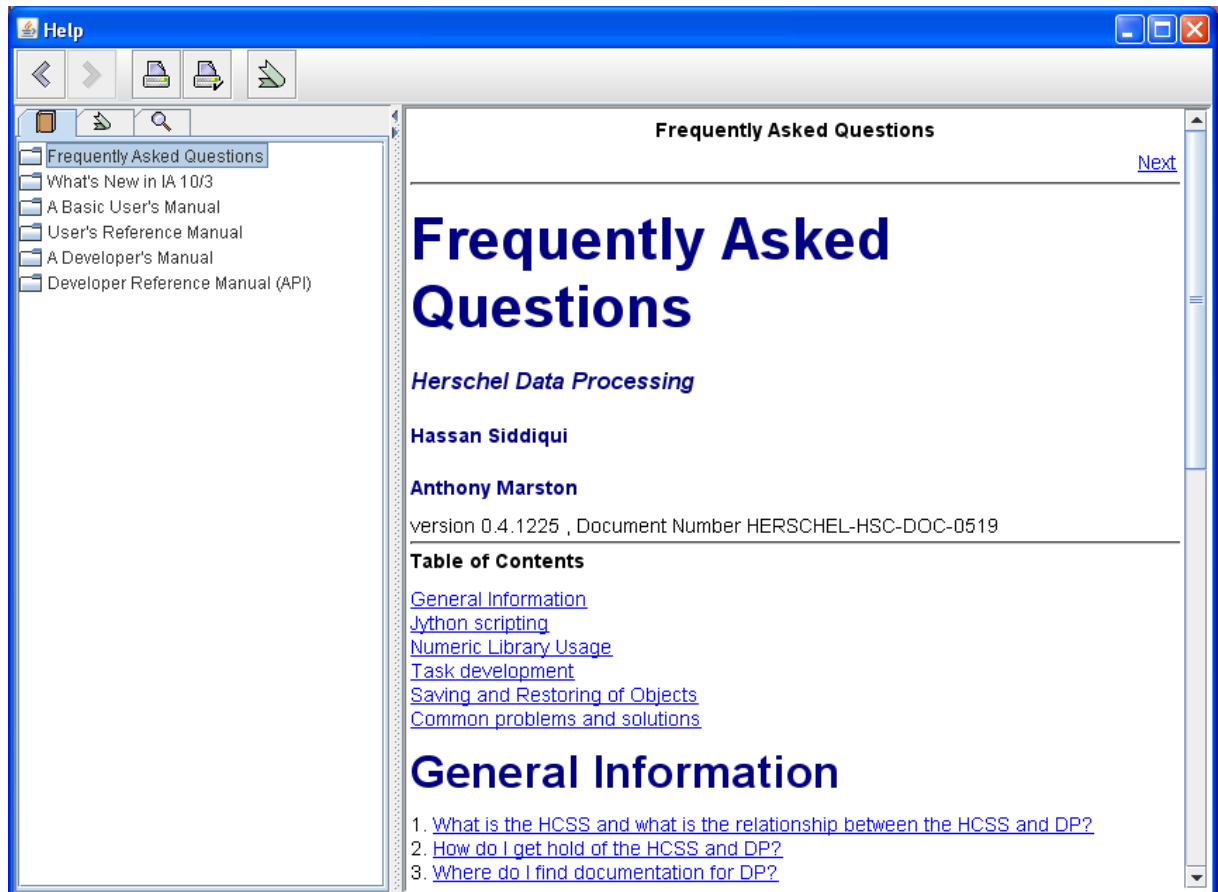 Help
Frequently Asked Questions
What's New in IA 10/3
A Basic User's Manual
User's Reference Manual
A Developer's Manual
Developer Reference Manual (API)
Frequently Asked Questions
Next
Frequently Asked
Questions
Herschel Data Processing
Hassan Siddiqui
Anthony Marston
version 0.4.1225 , Document Number HERSCHEL-HSC-DOC-0519
Table of Contents
General Information
Jython scripting
Numeric Library Usage
Task development
Saving and Restoring of Objects
Common problems and solutions
General Information
1. What is the HCSS and what is the relationship between the HCSS and DP?
2. How do I get hold of the HCSS and DP?
3. Where do I find documentation for DP?